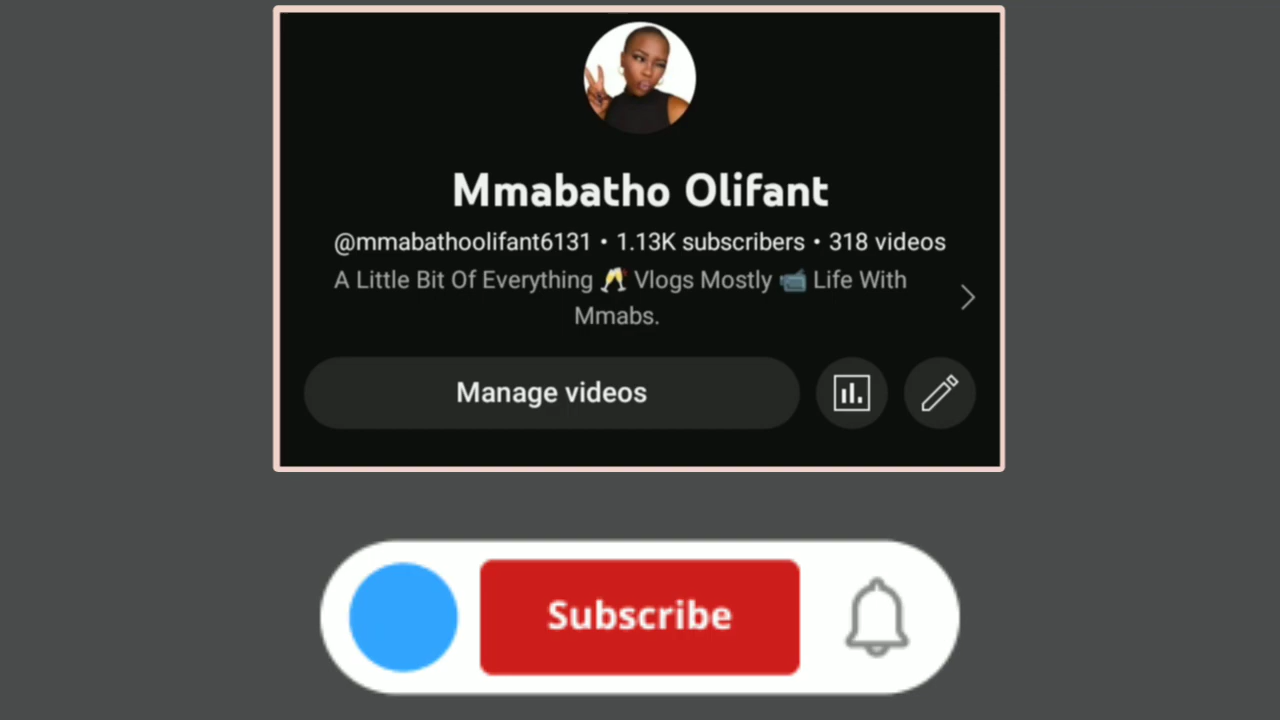 Mmabatho Olifant
@mmabathoolifant6131 • 1.13K subscribers • 318 videos
A Little Bit Of Everything 🥂 Vlogs Mostly 📹 Life With
Mmabs.
Manage videos
Subscribe